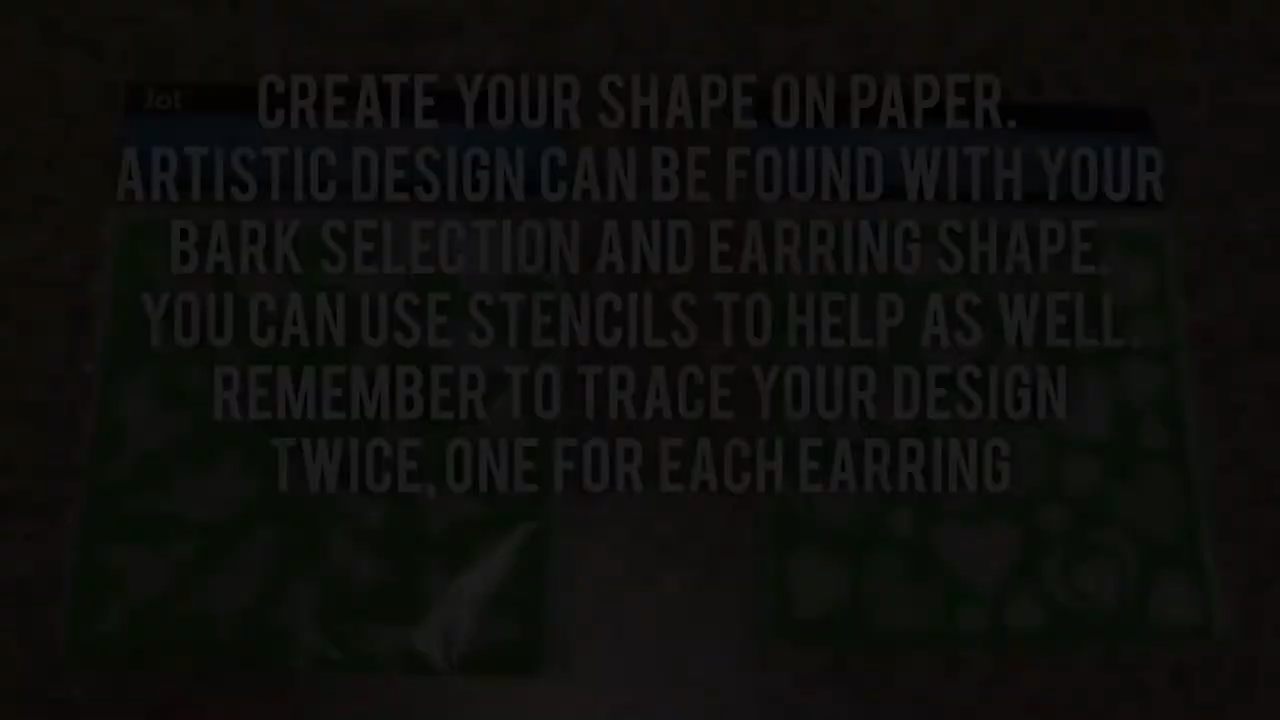 Jot
CREATE YOUR SHAPE ON PAPER.
ARTISTIC DESIGN CAN BE FOUND WITH YOUR
BARK SELECTION AND EARRING SHAPE.
YOU CAN USE STENCILS TO HELP AS WELL.
REMEMBER TO TRACE YOUR DESIGN
TWICE, ONE FOR EACH EARRING